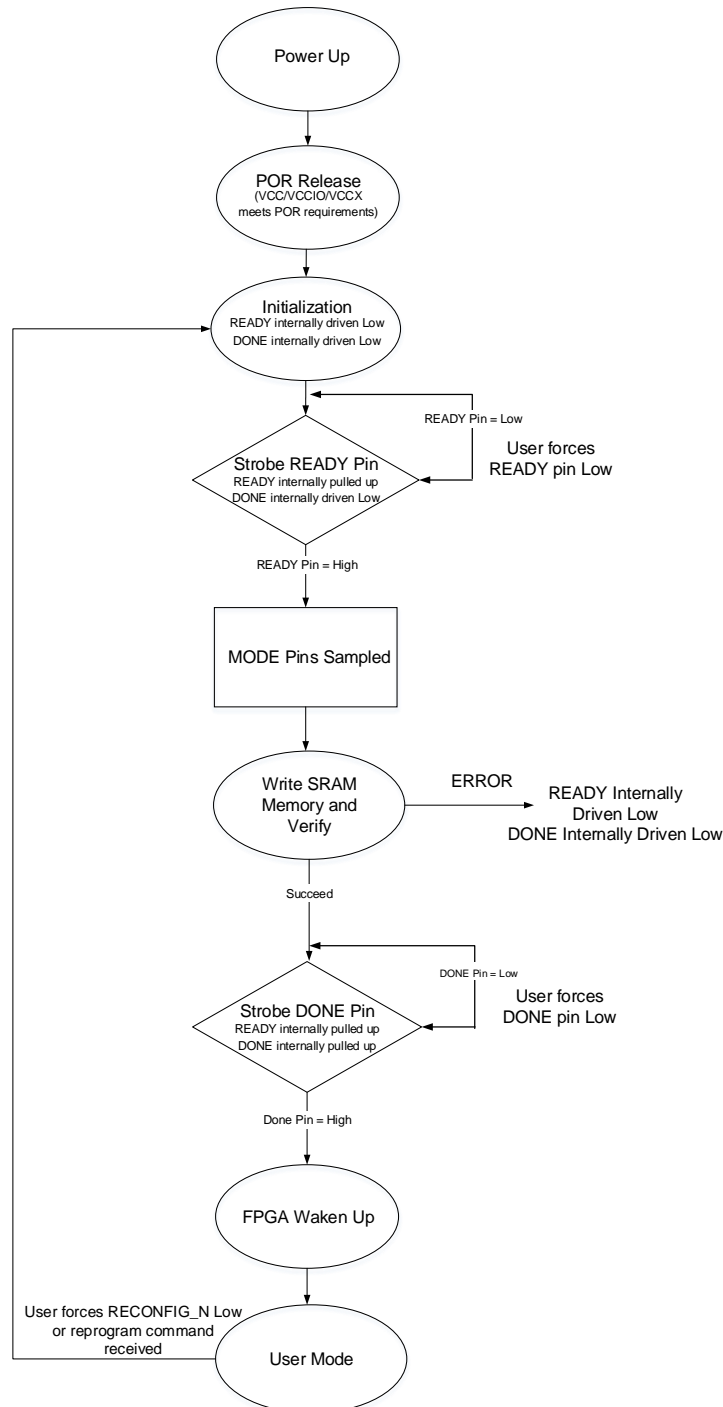 Power Up
POR Release
(VCC/VCCIO/VCCX
meets POR requirements)
Initialization
READY internally driven Low
DONE internally driven Low
READY Pin = Low
User forces
READY pin Low
Strobe READY Pin
READY internally pulled up
DONE internally driven Low
READY Pin = High
MODE Pins Sampled
Write SRAM
Memory and
Verify
ERROR
READY Internally
Driven Low
DONE Internally Driven Low
Succeed
DONE Pin = Low
User forces
DONE pin Low
Strobe DONE Pin
READY internally pulled up
DONE internally pulled up
Done Pin = High
FPGA Waken Up
User forces RECONFIG_N Low
or reprogram command
received
User Mode